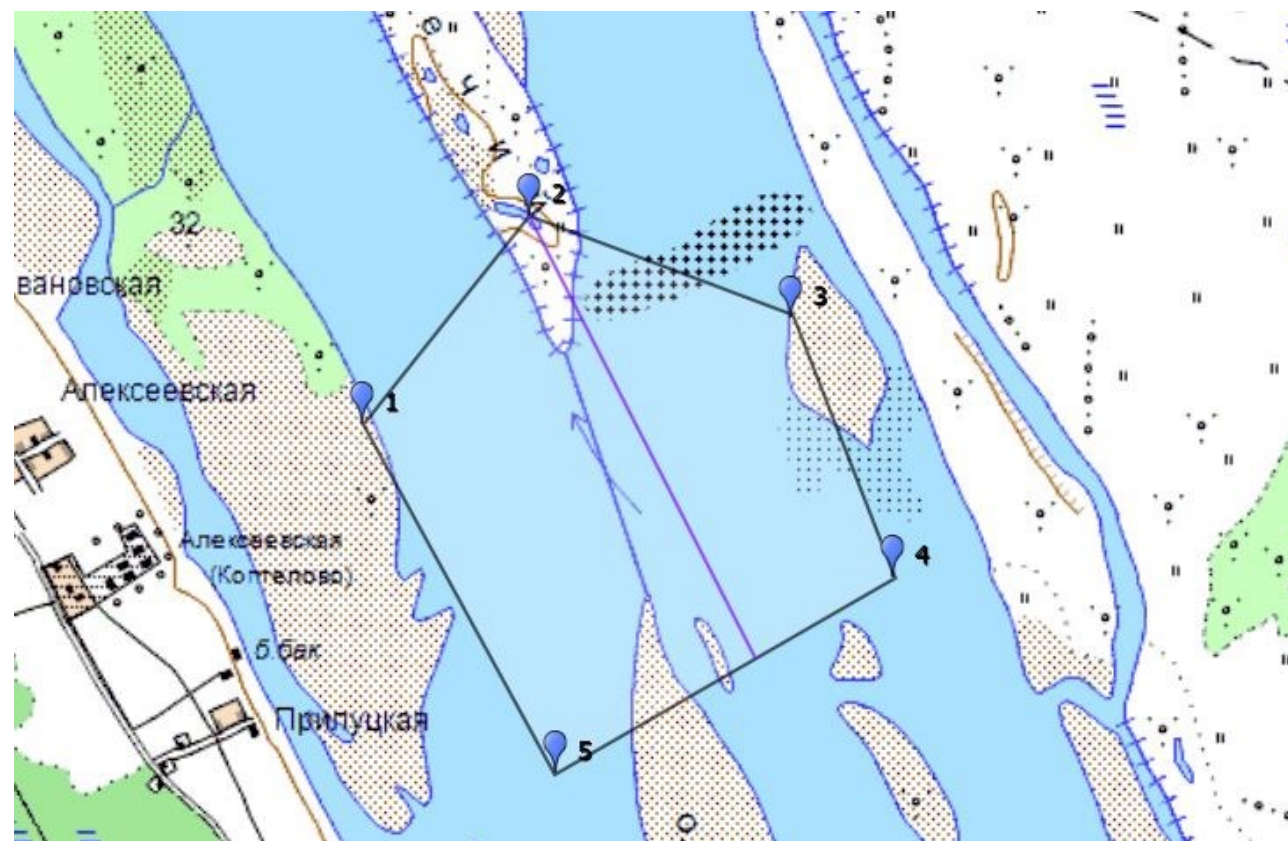 О
Ч
И
2
32
вановская
3
Алексеевская
1
Алексеевская
(Коптелово)
4
б.бак.
Прилуцкая
5
О